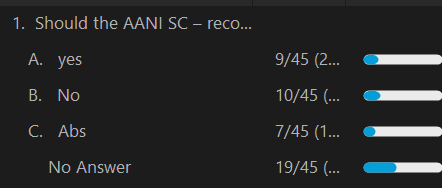 1. Should the AANI SC – reco...
A. yes 9/45 (2...
B. No 10/45 (...
C. Abs 7/45 (1...
No Answer 19/45 (...